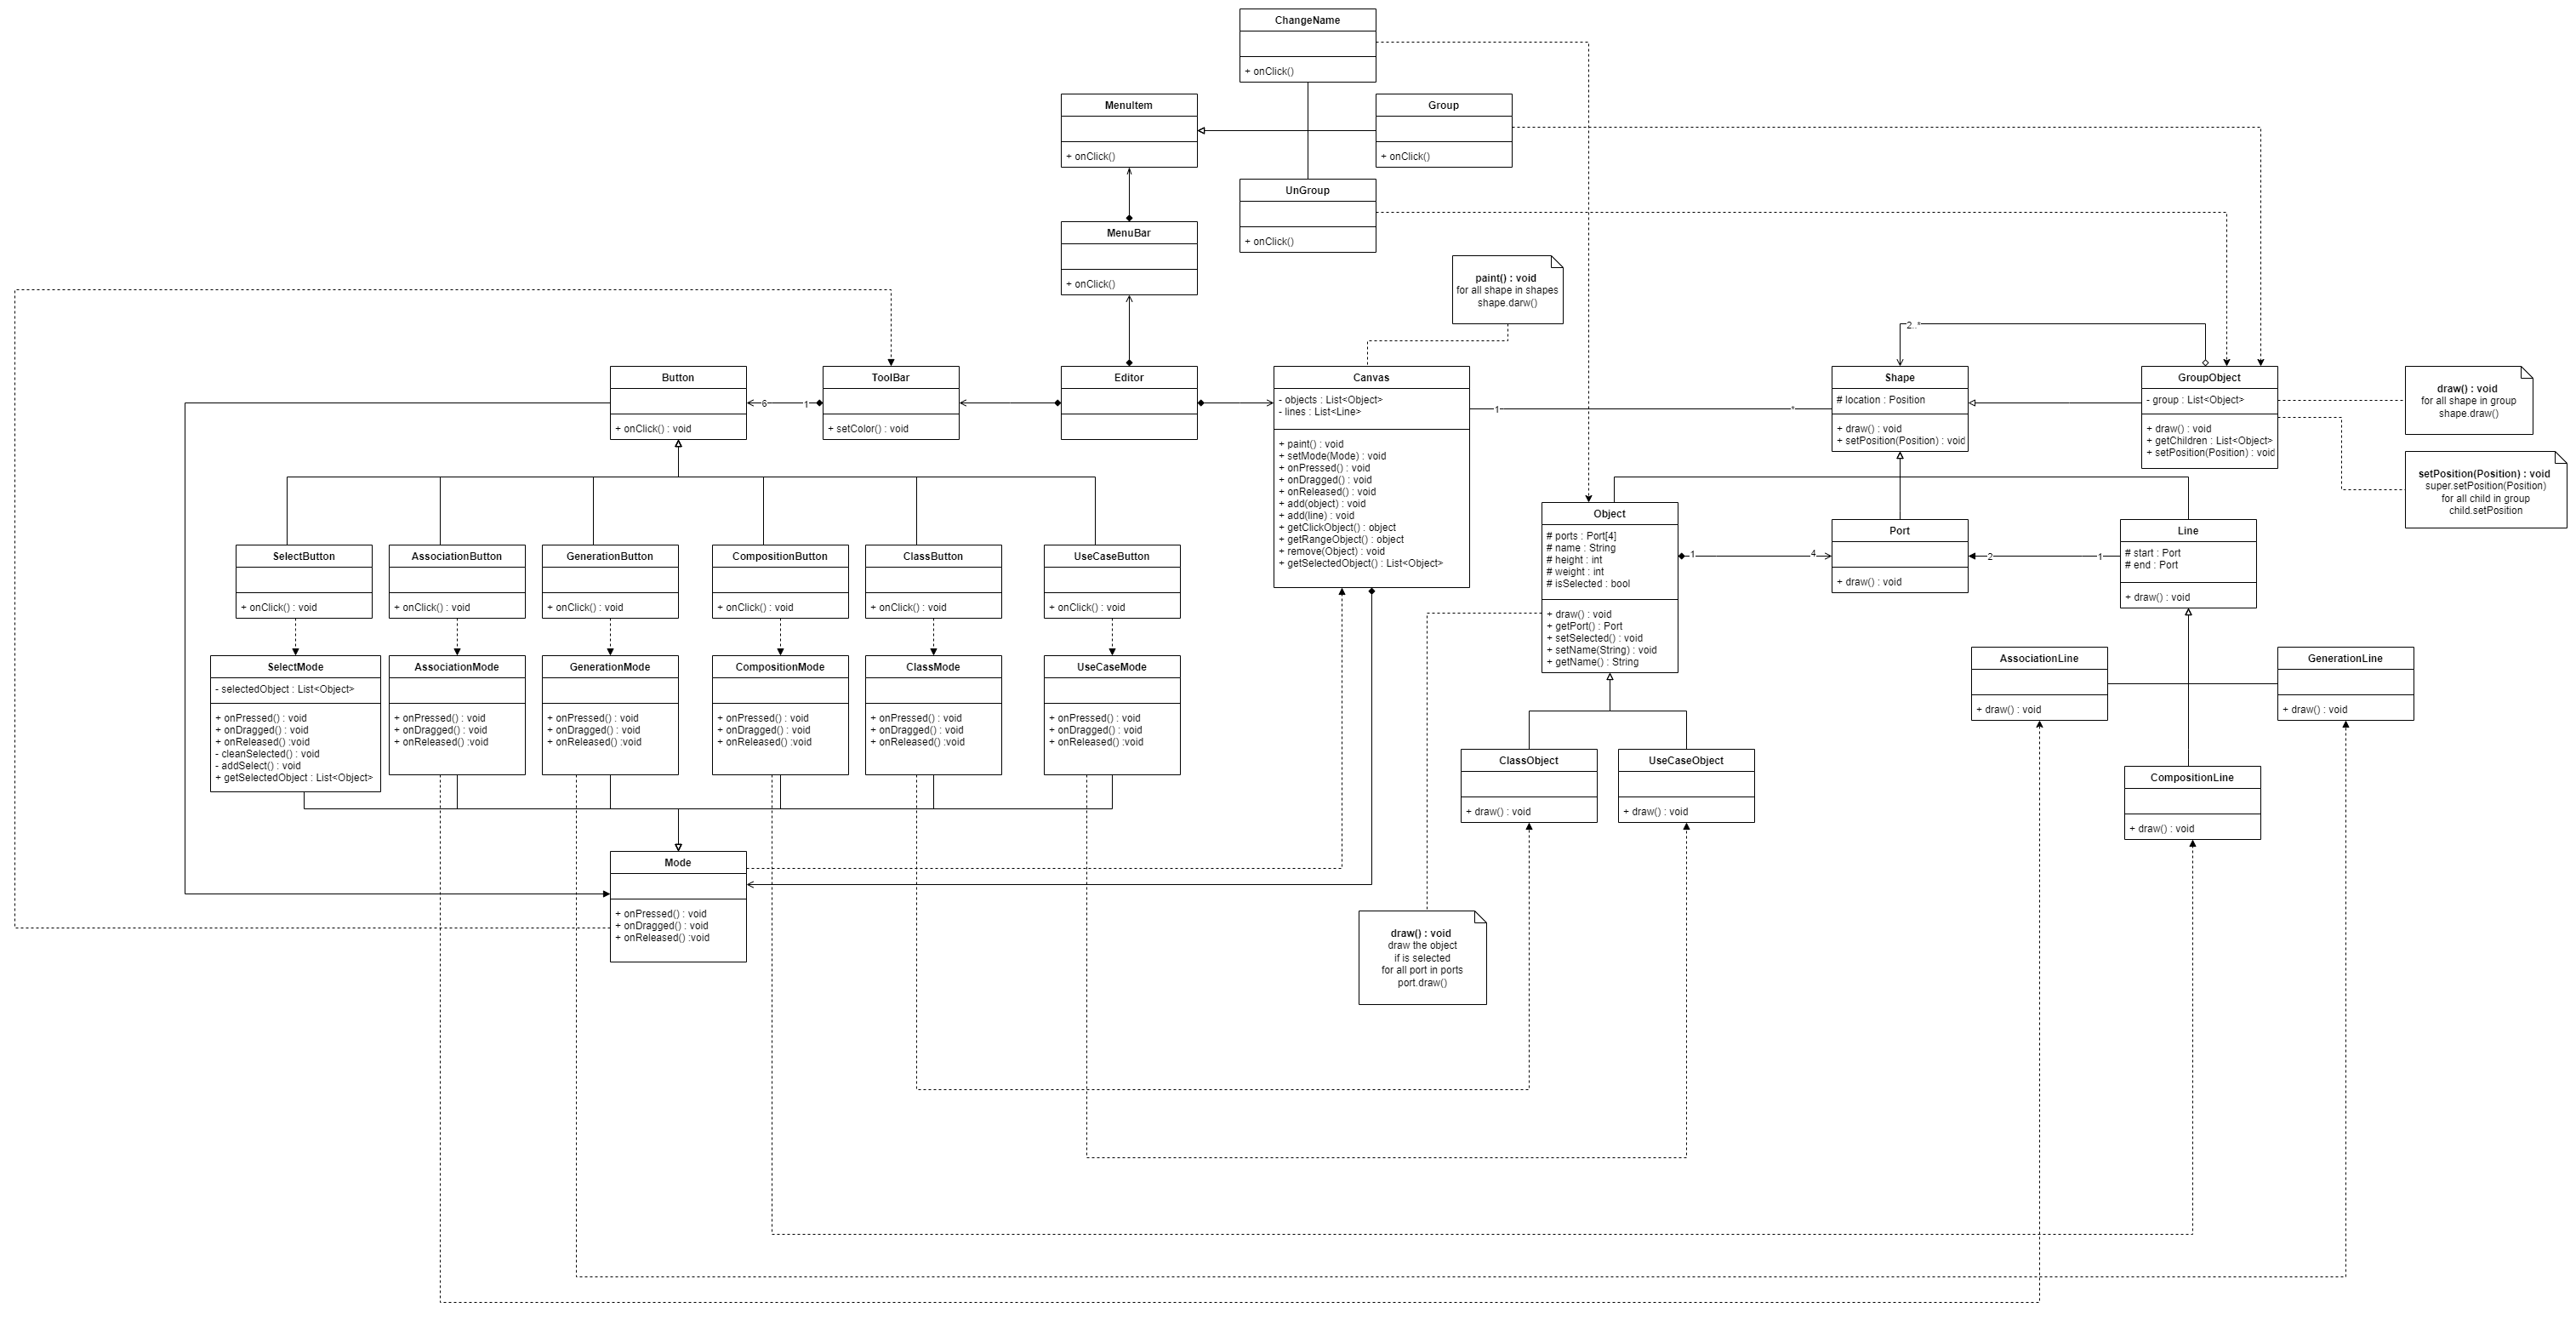 ChangeName
+ onClick()
MenuItem
+ onClick()
Group
+ onClick()
UnGroup
+ onClick()
MenuBar
+ onClick()
paint() : void
for all shape in shapes
shape.darw()
Button
+ onClick() : void
6
1
ToolBar
+ setColor() : void
Editor
Canvas
- objects : List<Object>
- lines : List<Line>
+ paint() : void
+ setMode(Mode) : void
+ onPressed() : void
+ onDragged() : void
+ onReleased() : void
+ add(object) : void
+ add(line) : void
+ getClickObject() : object
+ getRangeObject() : object
+ remove(Object) : void
+ getSelectedObject() : List<Object>
1
*
2..*
Shape
# location : Position
+ draw() : void
+ setPosition(Position) : void
GroupObject
- group : List<Object>
+ draw() : void
+ getChildren : List<Object>
+ setPosition(Position) : void
draw() : void
for all shape in group
shape.draw()
setPosition(Position) : void
super.setPosition(Position)
for all child in group
child.setPosition
SelectButton
+ onClick() : void
AssociationButton
+ onClick() : void
GenerationButton
+ onClick() : void
CompositionButton
+ onClick() : void
ClassButton
+ onClick() : void
UseCaseButton
+ onClick() : void
Object
# ports : Port[4]
# name : String
# height : int
# weight : int
# isSelected : bool
+ draw() : void
+ getPort() : Port
+ setSelected() : void
+ setName(String) : void
+ getName() : String
1
4
Port
+ draw() : void
2
1
Line
# start : Port
# end : Port
+ draw() : void
SelectMode
- selectedObject : List<Object>
+ onPressed() : void
+ onDragged() : void
+ onReleased() :void
- cleanSelected() : void
- addSelect() : void
+ getSelectedObject : List<Object>
AssociationMode
+ onPressed() : void
+ onDragged() : void
+ onReleased() :void
GenerationMode
+ onPressed() : void
+ onDragged() : void
+ onReleased() :void
CompositionMode
+ onPressed() : void
+ onDragged() : void
+ onReleased() :void
ClassMode
+ onPressed() : void
+ onDragged() : void
+ onReleased() :void
UseCaseMode
+ onPressed() : void
+ onDragged() : void
+ onReleased() :void
AssociationLine
+ draw() : void
GenerationLine
+ draw() : void
ClassObject
+ draw() : void
UseCaseObject
+ draw() : void
CompositionLine
+ draw() : void
Mode
+ onPressed() : void
+ onDragged() : void
+ onReleased() :void
draw() : void
draw the object
if is selected
for all port in ports
port.draw()